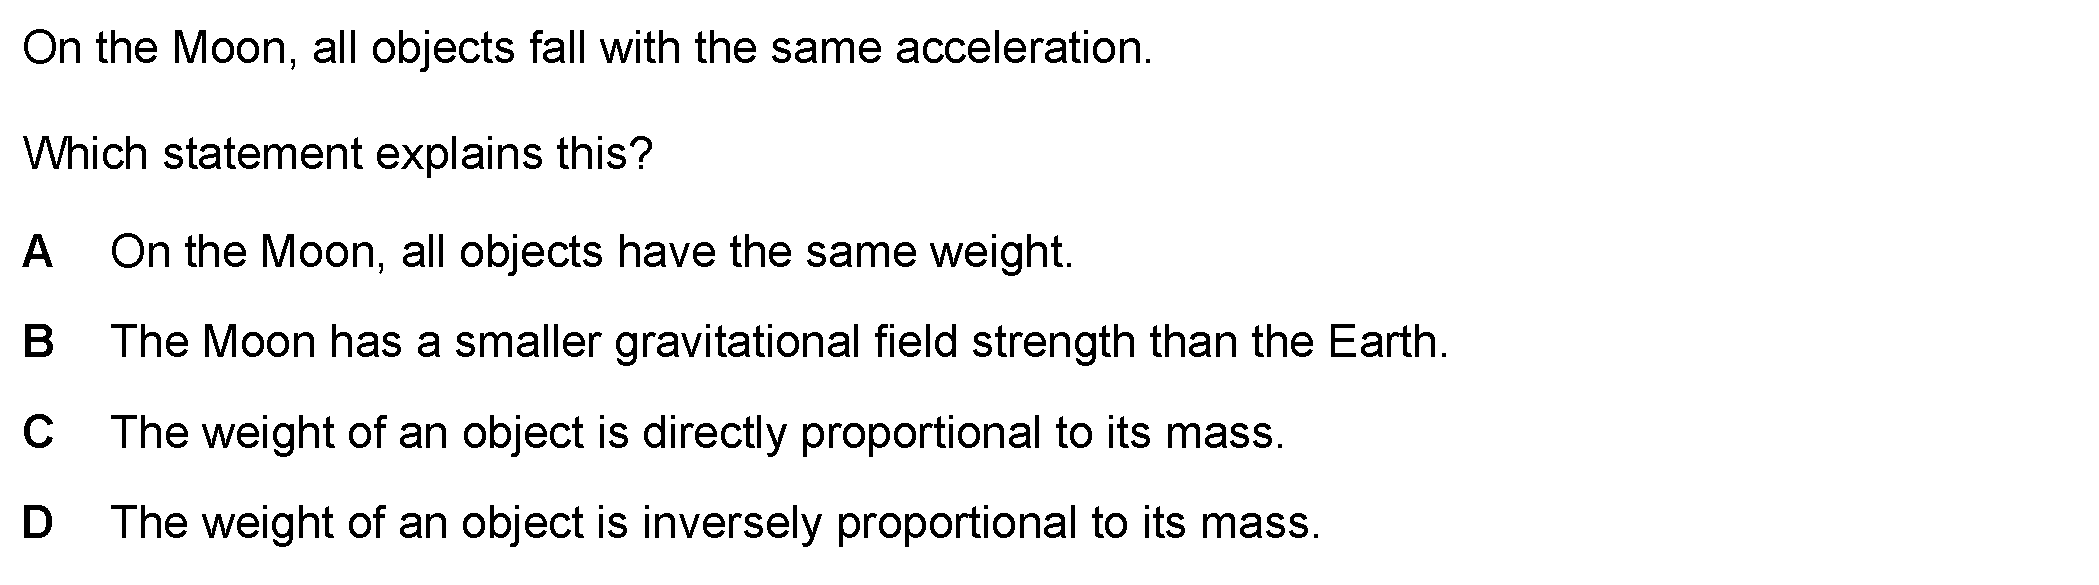 On the Moon, all objects fall with the same acceleration.
Which statement explains this?
A On the Moon, all objects have the same weight.
B The Moon has a smaller gravitational field strength than the Earth.
C The weight of an object is directly proportional to its mass.
D The weight of an object is inversely proportional to its mass.